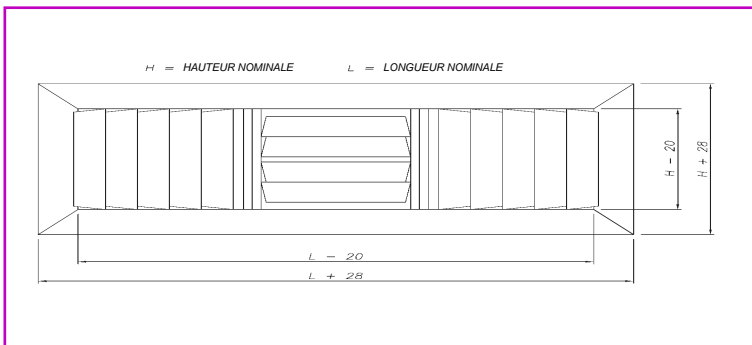 H = HAUTEUR NOMINALE L = LONGUEUR NOMINALE
H - 20
H + 28
L - 20
L + 28